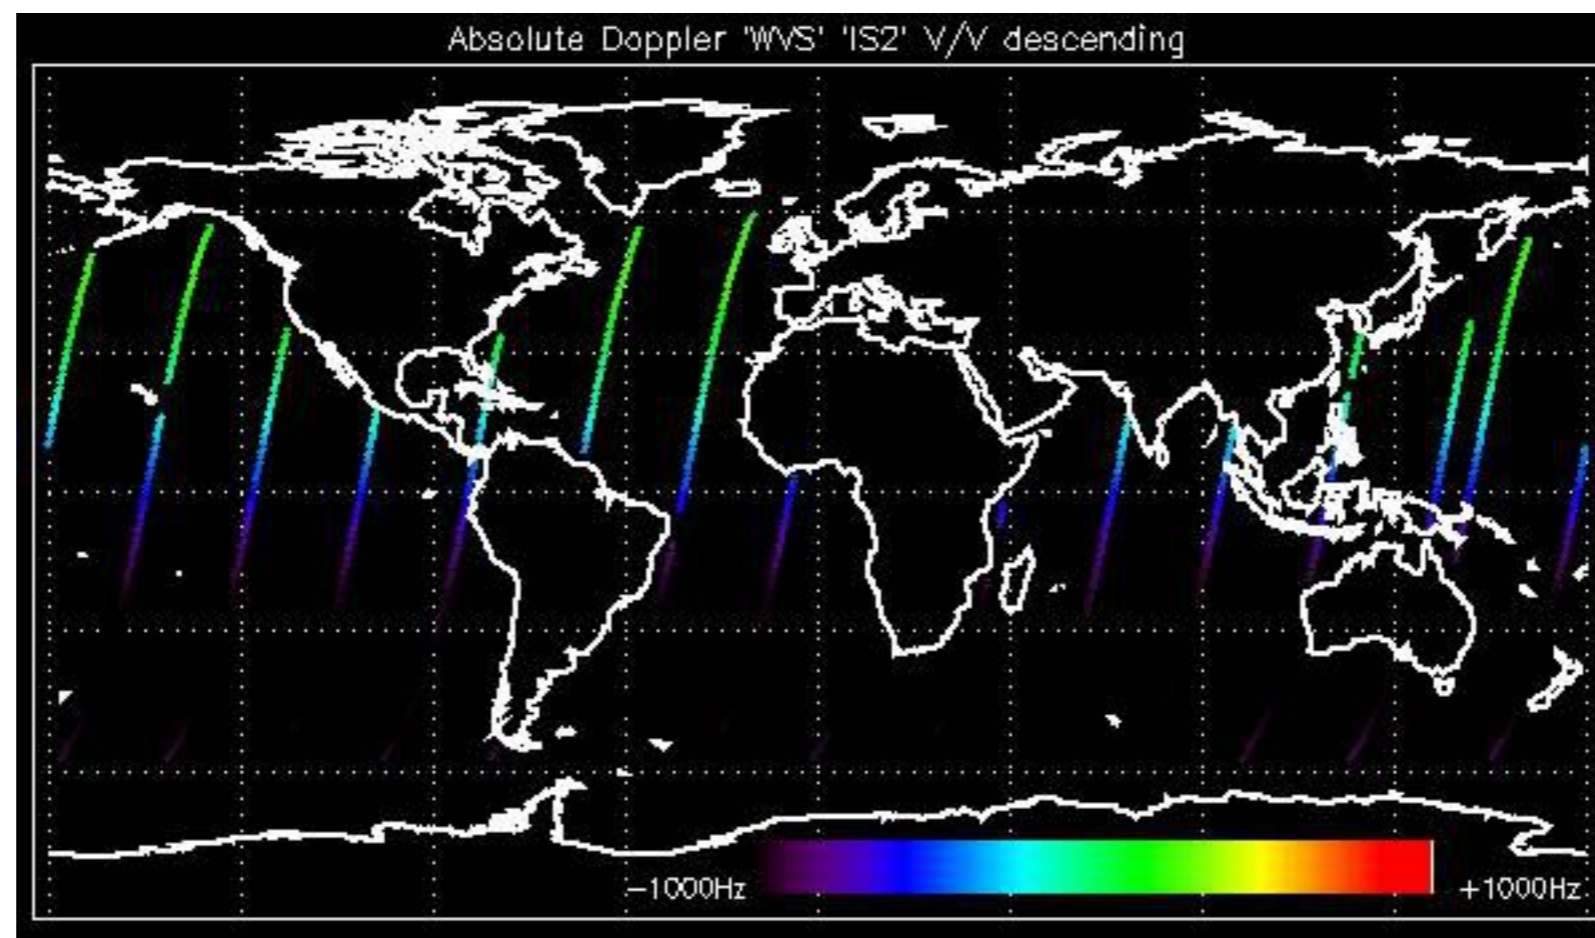 Absolute Doppler 'WVS' 'IS2' V/V descending
−1000Hz +1000Hz